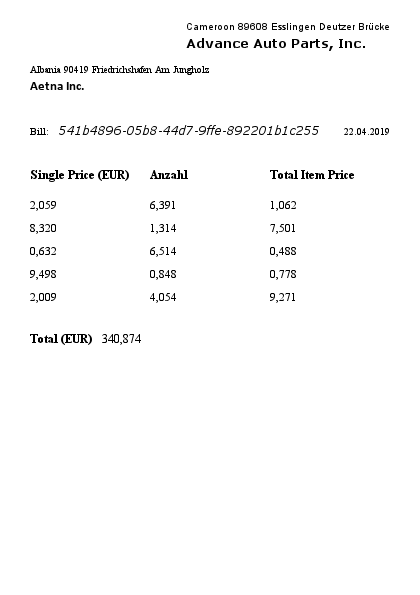 Cameroon 89608 Esslingen Deutzer Brücke
Advance Auto Parts, Inc.
Albania 90419 Friedrichshafen Am Jungholz
Aetna Inc.
Bill: 541b4896-05b8-44d7-9ffe-892201b1c255 22.04.2019
Single Price (EUR) Anzahl Total Item Price
2,059 6,391 1,062
8,320 1,314 7,501
0,632 6,514 0,488
9,498 0,848 0,778
2,009 4,054 9,271
Total (EUR) 340,874